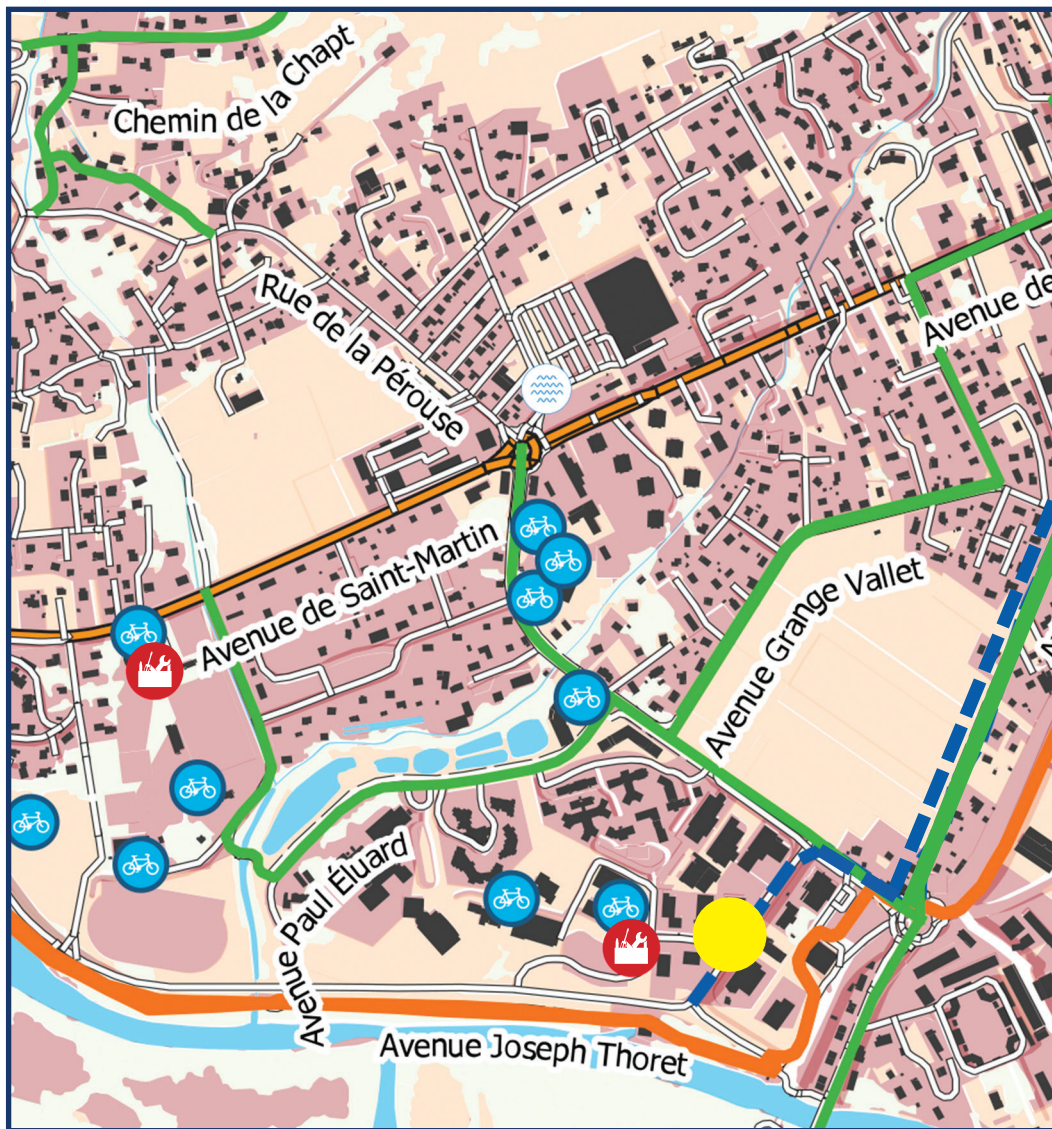 Chemin de la Chapt
Rue de la Pérouse
Avenue de
Avenue de Saint-Martin
Avenue Grange Vallet
Avenue Paul Éluard
Avenue Joseph Thoret